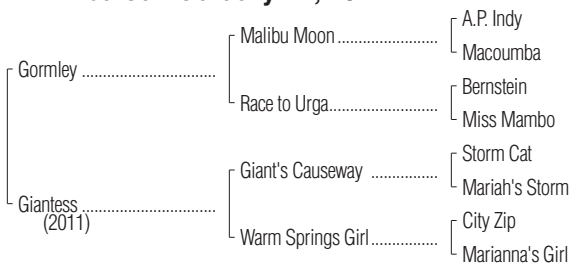 A.P. Indy
Malibu Moon
Macoumba
Gormley
Bernstein
Race to Urga
Miss Mambo
Storm Cat
Giant's Causeway
Mariah's Storm
Giantess
(2011)
City Zip
Warm Springs Girl
Marianna's Girl